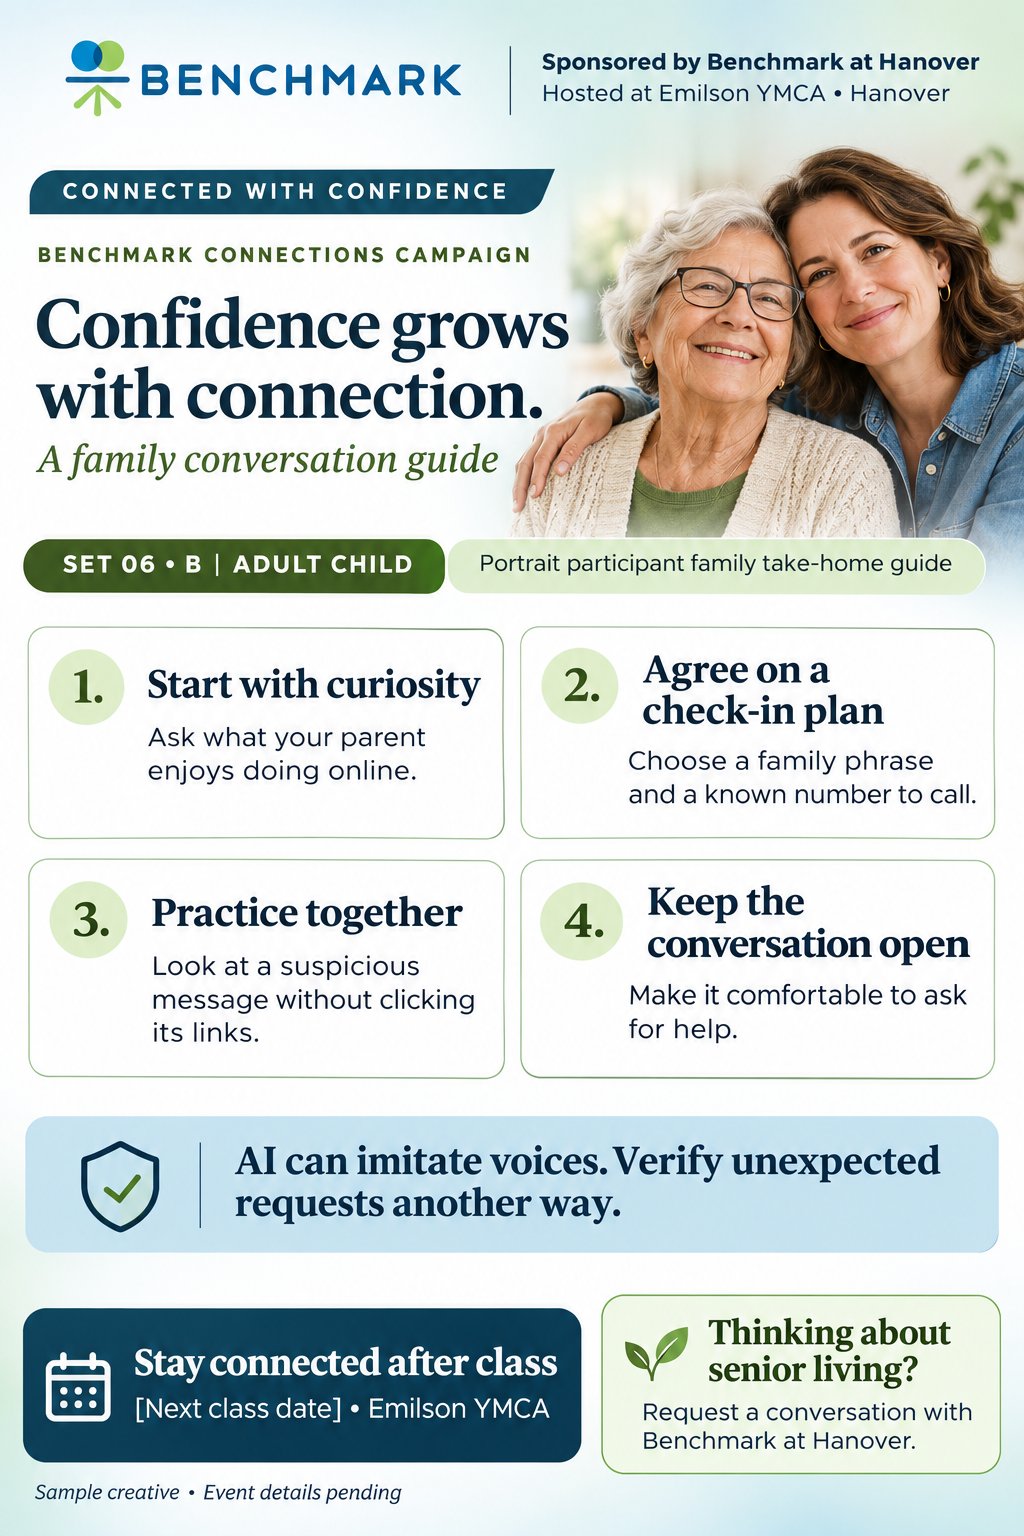 BENCHMARK
Sponsored by Benchmark at Hanover
Hosted at Emilson YMCA • Hanover
CONNECTED WITH CONFIDENCE
BENCHMARK CONNECTIONS CAMPAIGN
Confidence grows
with connection.
A family conversation guide
SET 06 • B | ADULT CHILD
Portrait participant family take-home guide
1.
Start with curiosity
Ask what your parent
enjoys doing online.
2.
Agree on a
check-in plan
Choose a family phrase
and a known number to call.
3.
Practice together
Look at a suspicious
message without clicking
its links.
4.
Keep the
conversation open
Make it comfortable to ask
for help.
AI can imitate voices. Verify unexpected
requests another way.
Stay connected after class
[Next class date] • Emilson YMCA
Thinking about
senior living?
Request a conversation with
Benchmark at Hanover.
Sample creative • Event details pending